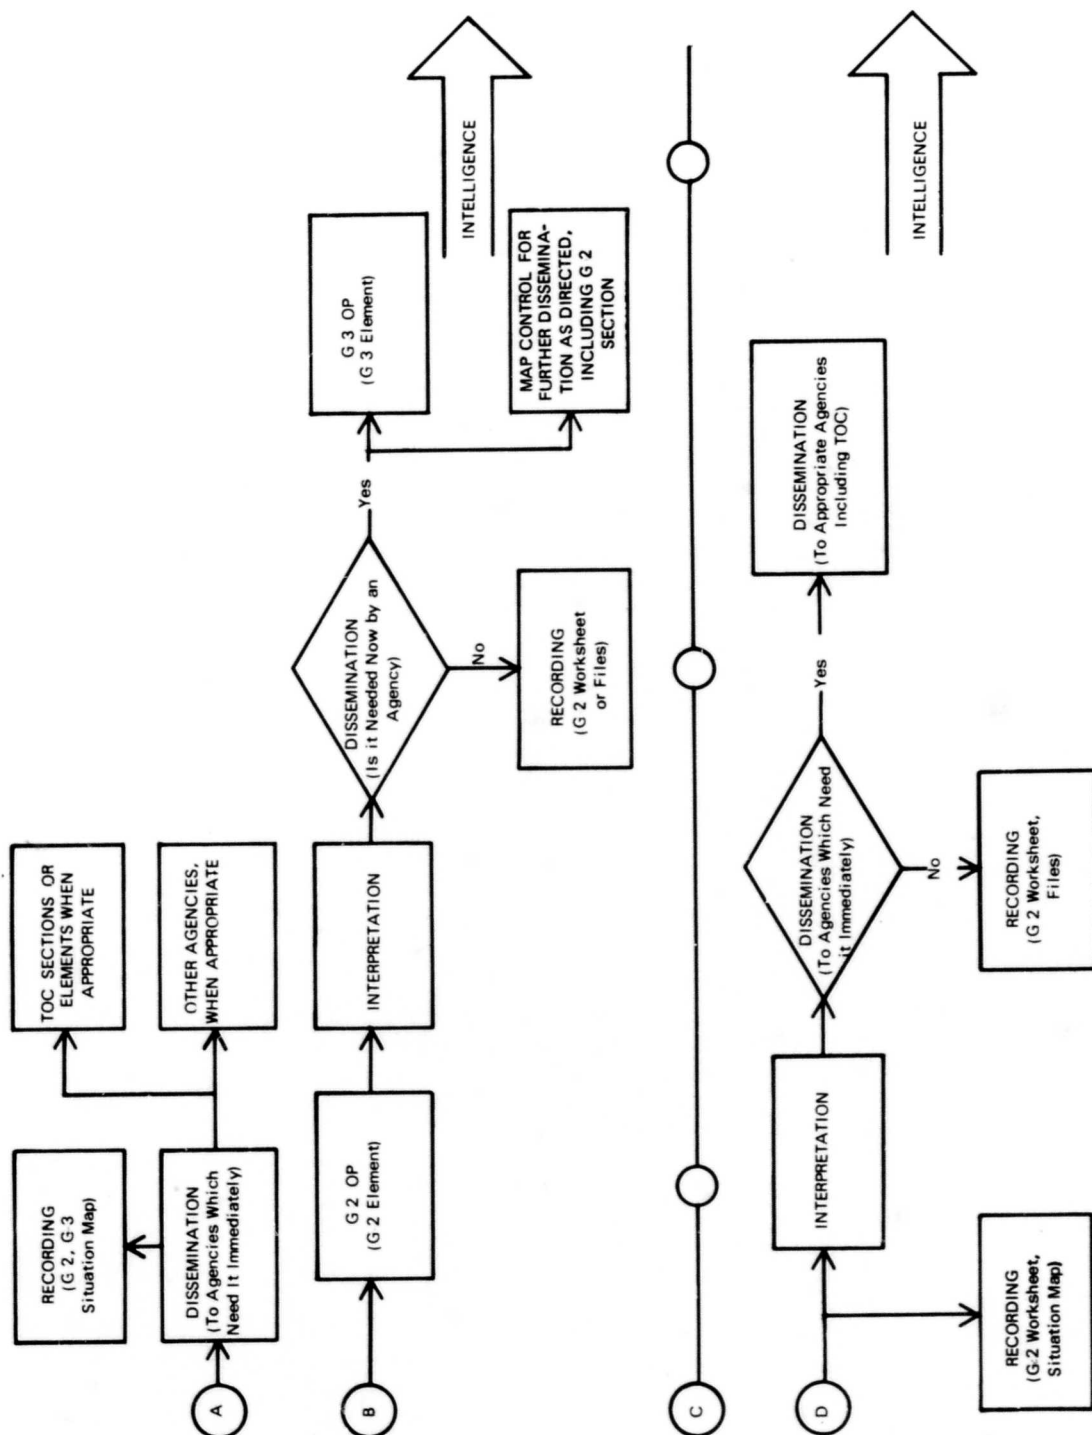 A
RECORDING
(G 2, G-3
Situation Map)
DISSEMINATION
(To Agencies Which
Need It Immediately)
TOC SECTIONS OR
ELEMENTS WHEN
APPROPRIATE
OTHER AGENCIES,
WHEN APPROPRIATE
B
G 2 OP
(G 2 Element)
INTERPRETATION
DISSEMINATION
(Is it Needed Now by an
Agency)
Yes
No
RECORDING
(G 2 Worksheet
or Files)
G 3 OP
(G 3 Element)
MAP CONTROL FOR
FURTHER DISSEMINA-
TION AS DIRECTED,
INCLUDING G 2
SECTION
INTELLIGENCE
C
D
RECORDING
(G-2 Worksheet,
Situation Map)
INTERPRETATION
DISSEMINATION
(To Agencies Which Need
it Immediately)
Yes
No
RECORDING
(G 2 Worksheet,
Files)
DISSEMINATION
(To Appropriate Agencies
Including TOC)
INTELLIGENCE